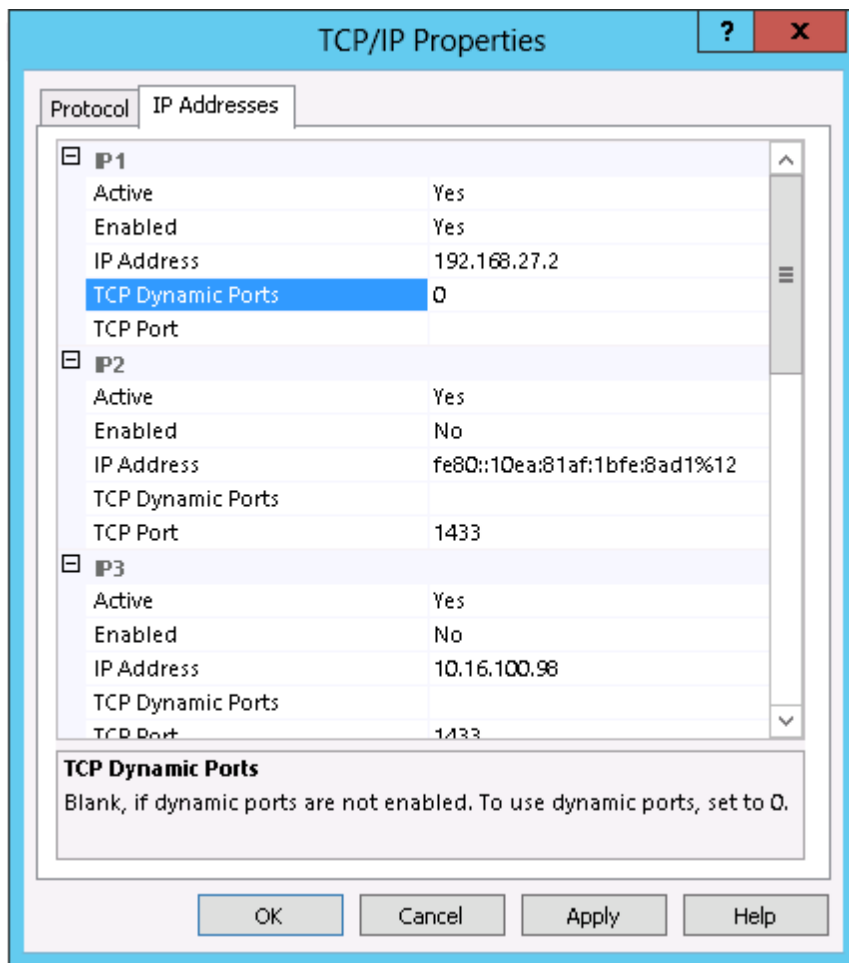 TCP/IP Properties
? x
Protocol IP Addresses
IP1
Active Yes
Enabled Yes
IP Address 192.168.27.2
TCP Dynamic Ports 0
TCP Port
IP2
Active Yes
Enabled No
IP Address fe80::10ea:81af:1bfe:8ad1%12
TCP Dynamic Ports
TCP Port 1433
IP3
Active Yes
Enabled No
IP Address 10.16.100.98
TCP Dynamic Ports
TCP Port 1433
TCP Dynamic Ports
Blank, if dynamic ports are not enabled. To use dynamic ports, set to 0.
OK Cancel Apply Help